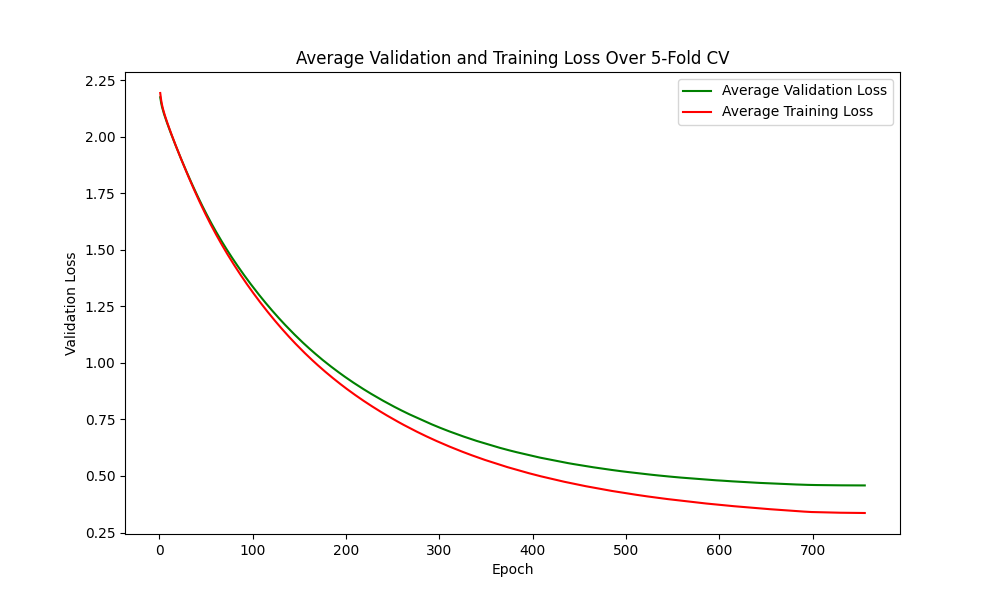 Average Validation and Training Loss Over 5-Fold CV
Average Validation Loss
Average Training Loss
Validation Loss
2.25
2.00
1.75
1.50
1.25
1.00
0.75
0.50
0.25
0 100 200 300 400 500 600 700
Epoch